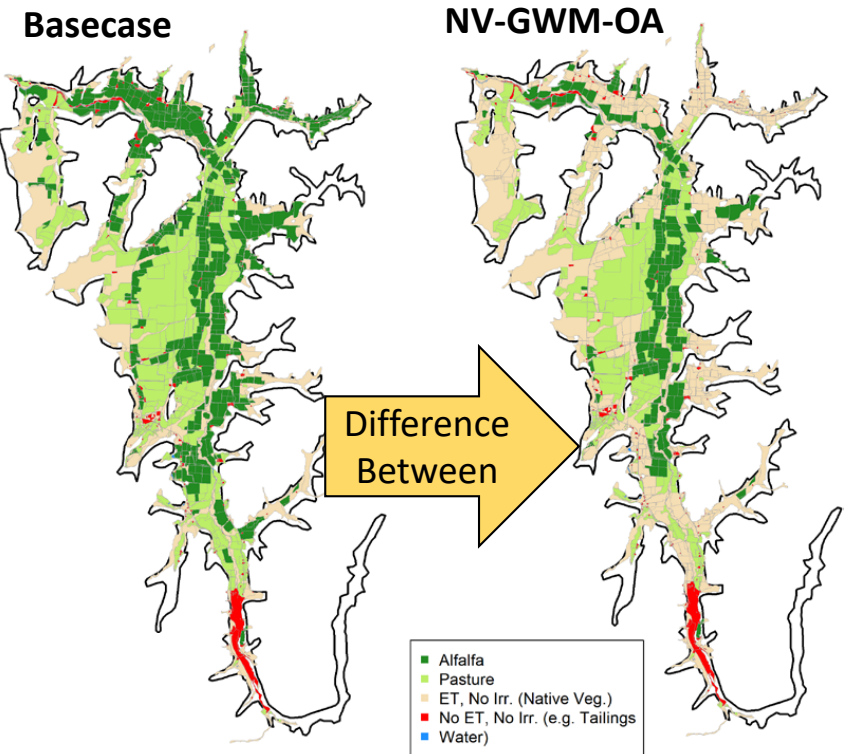 Basecase
NV-GWM-OA
Difference
Between
Alfalfa
Pasture
ET, No Irr. (Native Veg.)
No ET, No Irr. (e.g. Tailings
Water)